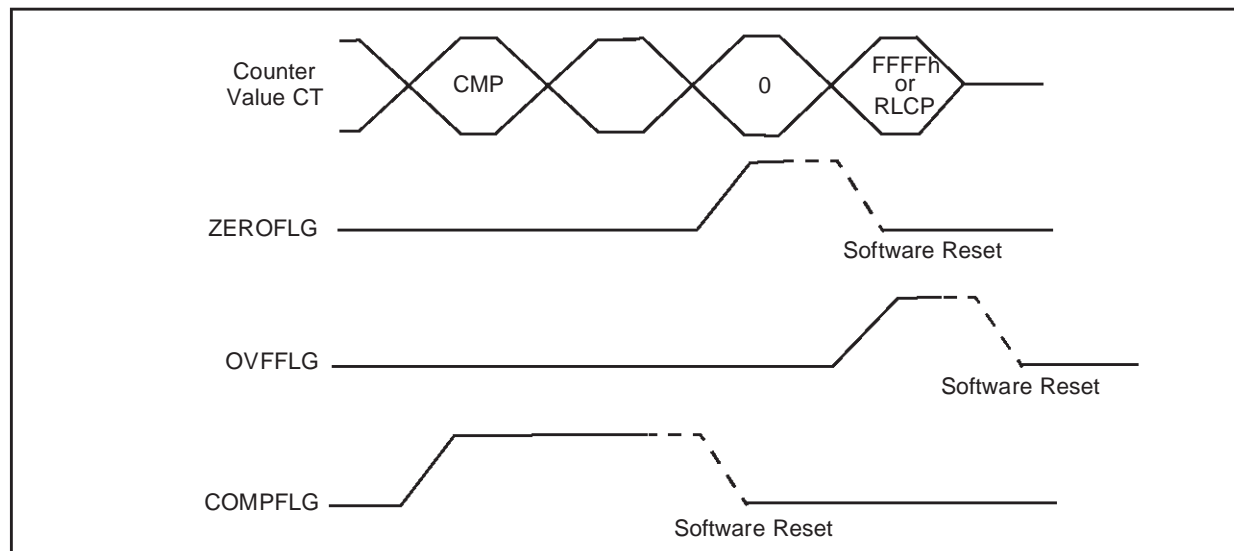 Counter
Value CT
CMP
0
FFFFh
or
RLCP
ZEROFLG
Software Reset
OVFFLG
Software Reset
COMPFLG
Software Reset